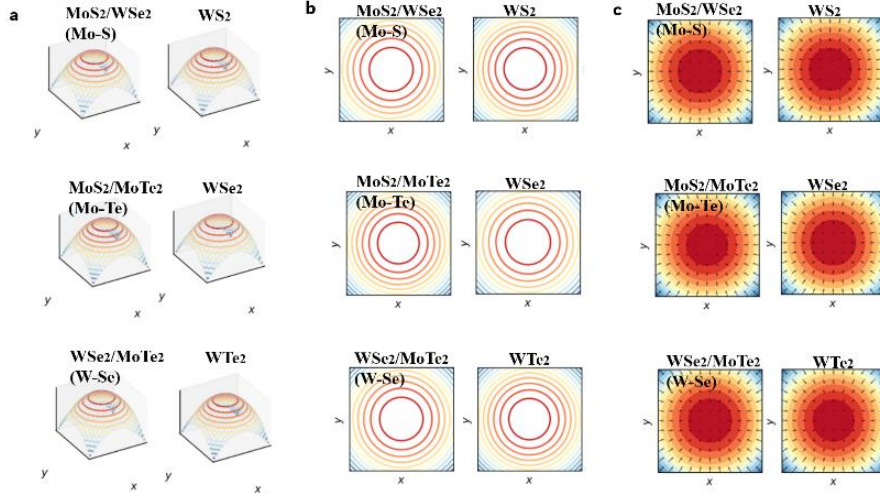 a
MoS2/WSe2
(Mo-S)
WS2
y
x
y
x
MoS2/MoTe2
(Mo-Te)
WSe2
y
x
y
x
WSe2/MoTe2
(W-Se)
WTe2
y
x
y
x
b
MoS2/WSe2
(Mo-S)
WS2
y
x
y
x
MoS2/MoTe2
(Mo-Te)
WSe2
y
x
y
x
WSe2/MoTe2
(W-Se)
WTe2
y
x
y
x
c
MoS2/WSe2
(Mo-S)
WS2
y
x
y
x
MoS2/MoTe2
(Mo-Te)
WSe2
y
x
y
x
WSe2/MoTe2
(W-Se)
WTe2
y
x
y
x